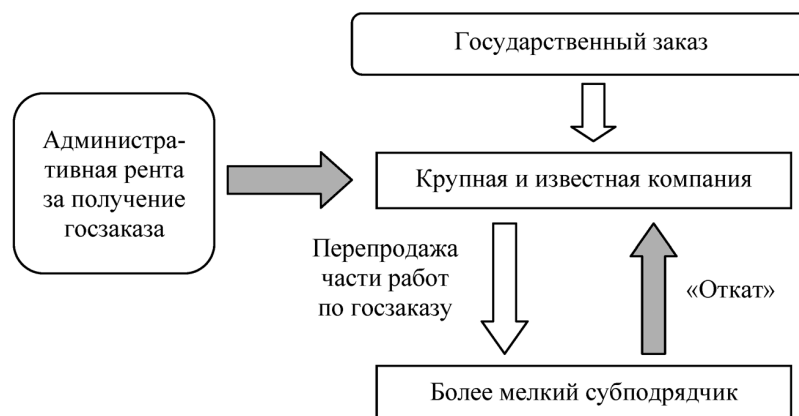 Государственный заказ
Администра-
тивная рента
за получение
госзаказа
Крупная и известная компания
Перепродажа
части работ
по госзаказу
«Откат»
Более мелкий субподрядчик